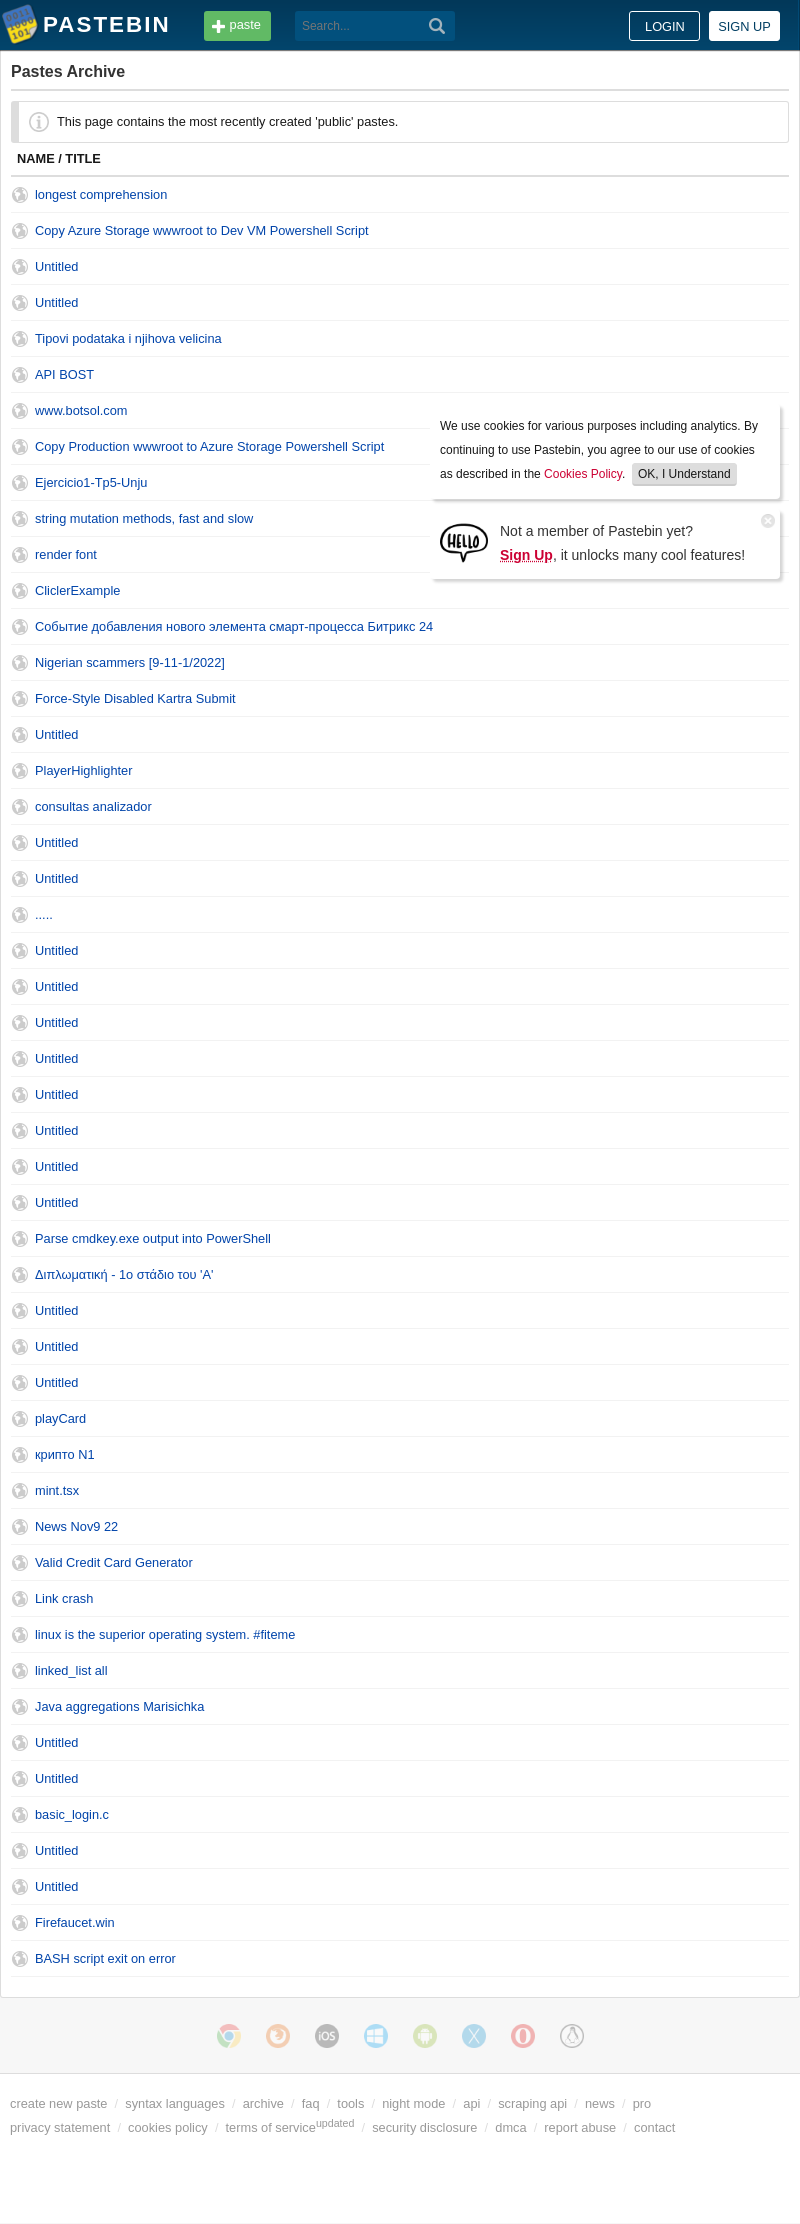 PASTEBIN
paste
Search...
LOGIN
SIGN UP
Pastes Archive
This page contains the most recently created 'public' pastes.
NAME / TITLE
longest comprehension
Copy Azure Storage wwwroot to Dev VM Powershell Script
Untitled
Untitled
Tipovi podataka i njihova velicina
API BOST
www.botsol.com
Copy Production wwwroot to Azure Storage Powershell Script
Ejercicio1-Tp5-Unju
string mutation methods, fast and slow
render font
CliclerExample
We use cookies for various purposes including analytics. By
continuing to use Pastebin, you agree to our use of cookies
as described in the Cookies Policy. OK, I Understand
HELLO
Not a member of Pastebin yet?
Sign Up, it unlocks many cool features!
Событие добавления нового элемента смарт-процесса Битрикс 24
Nigerian scammers [9-11-1/2022]
Force-Style Disabled Kartra Submit
Untitled
PlayerHighlighter
consultas analizador
Untitled
Untitled
.....
Untitled
Untitled
Untitled
Untitled
Untitled
Untitled
Untitled
Untitled
Parse cmdkey.exe output into PowerShell
Διπλωματική - 1ο στάδιο του 'Α'
Untitled
Untitled
Untitled
playCard
крипто N1
mint.tsx
News Nov9 22
Valid Credit Card Generator
Link crash
linux is the superior operating system. #fiteme
linked_list all
Java aggregations Marisichka
Untitled
Untitled
basic_login.c
Untitled
Untitled
Firefaucet.win
BASH script exit on error
iOS
create new paste / syntax languages / archive / faq / tools / night mode / api / scraping api / news / pro
privacy statement / cookies policy / terms of service updated / security disclosure / dmca / report abuse / contact